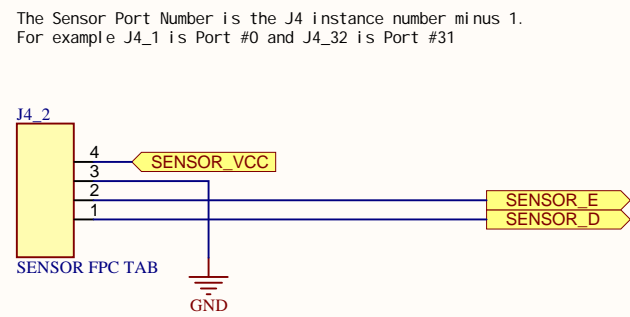 The Sensor Port Number is the J4 instance number minus 1.
For example J4_1 is Port #0 and J4_32 is Port #31
J4_2
4
SENSOR_VCC
3
2
SENSOR_E
1
SENSOR_D
SENSOR FPC TAB
GND